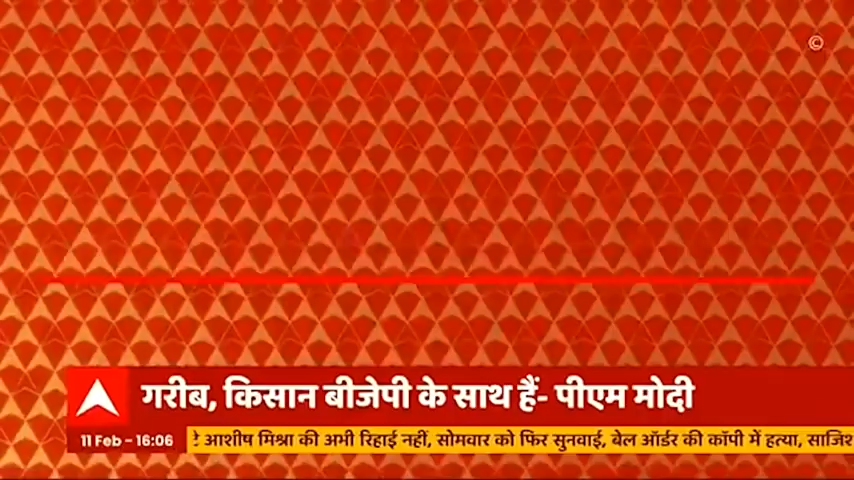 ©
गरीब, किसान बीजेपी के साथ हैं- पीएम मोदी
11 Feb - 16:06
आशीष मिश्रा की अभी रिहाई नहीं, सोमवार को फिर सुनवाई, बेल ऑर्डर की कॉपी में हत्या, साजिश